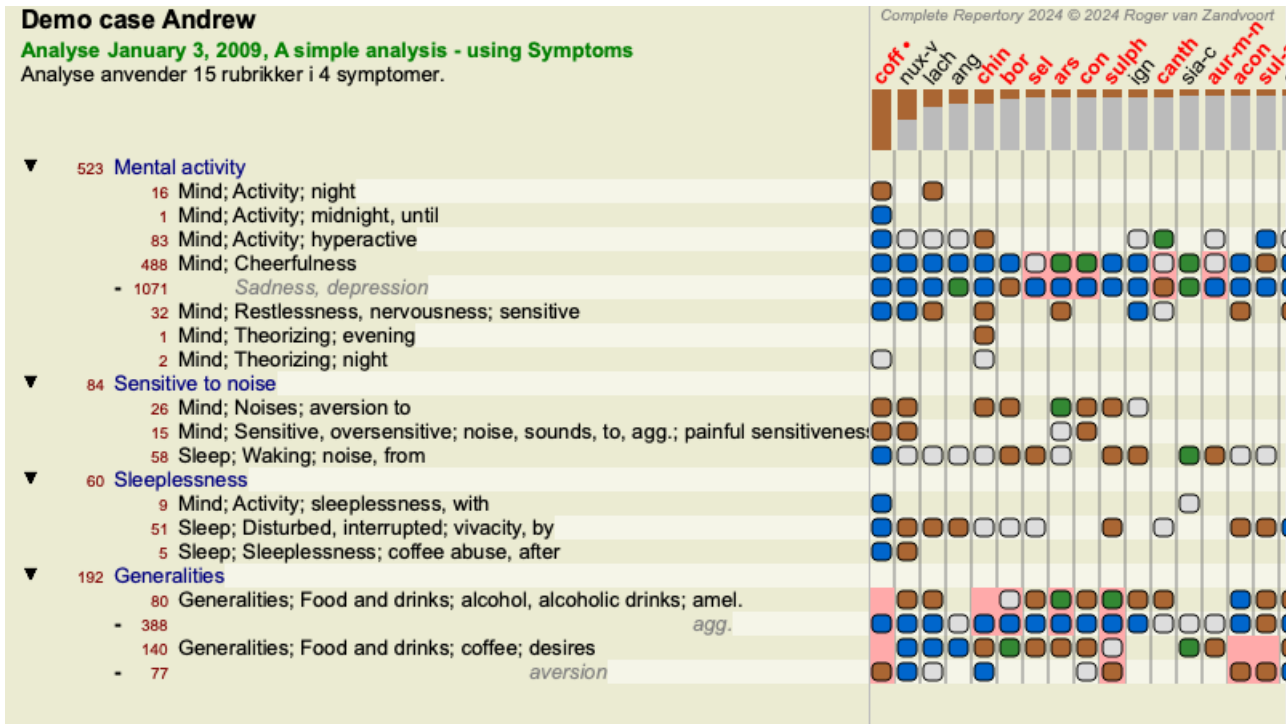 Demo case Andrew
Complete Repertory 2024 © 2024 Roger van Zandvoort
Analyse January 3, 2009, A simple analysis - using Symptoms
Analyse anvender 15 rubrikker i 4 symptomer.
coff • nux-v lach ang chin bor sel ars con sulph ign canth sia-c aur-m-n acon
523 Mental activity
16 Mind; Activity; night
1 Mind; Activity; midnight, until
83 Mind; Activity; hyperactive
488 Mind; Cheerfulness
- 1071 Sadness, depression
32 Mind; Restlessness, nervousness; sensitive
1 Mind; Theorizing; evening
2 Mind; Theorizing; night
84 Sensitive to noise
26 Mind; Noises; aversion to
15 Mind; Sensitive, oversensitive; noise, sounds, to, agg.; painful sensitiveness
58 Sleep; Waking; noise, from
60 Sleeplessness
9 Mind; Activity; sleeplessness, with
51 Sleep; Disturbed, interrupted; vivacity, by
5 Sleep; Sleeplessness; coffee abuse, after
192 Generalities
80 Generalities; Food and drinks; alcohol, alcoholic drinks; amel.
- 388 agg.
140 Generalities; Food and drinks; coffee; desires
- 77 aversion